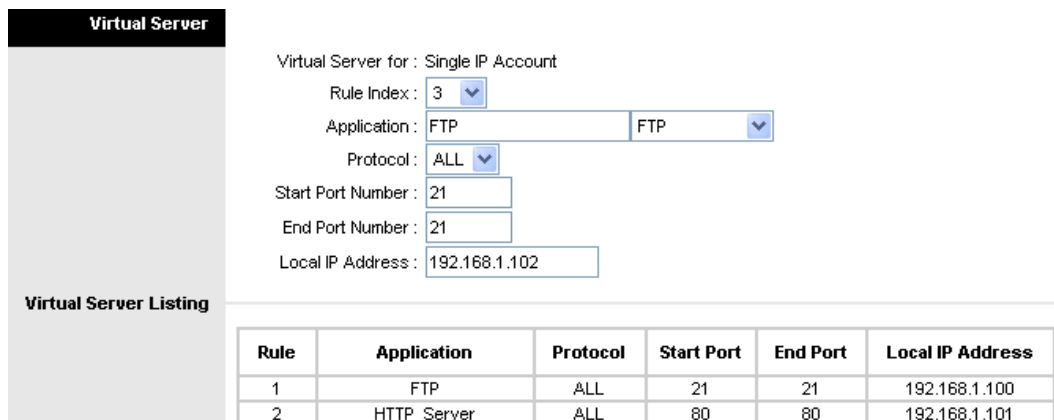 Virtual Server
Virtual Server for : Single IP Account
Rule Index : 3
Application : FTP FTP
Protocol : ALL
Start Port Number : 21
End Port Number : 21
Local IP Address : 192.168.1.102
Virtual Server Listing
Rule Application Protocol Start Port End Port Local IP Address
1 FTP ALL 21 21 192.168.1.100
2 HTTP_Server ALL 80 80 192.168.1.101